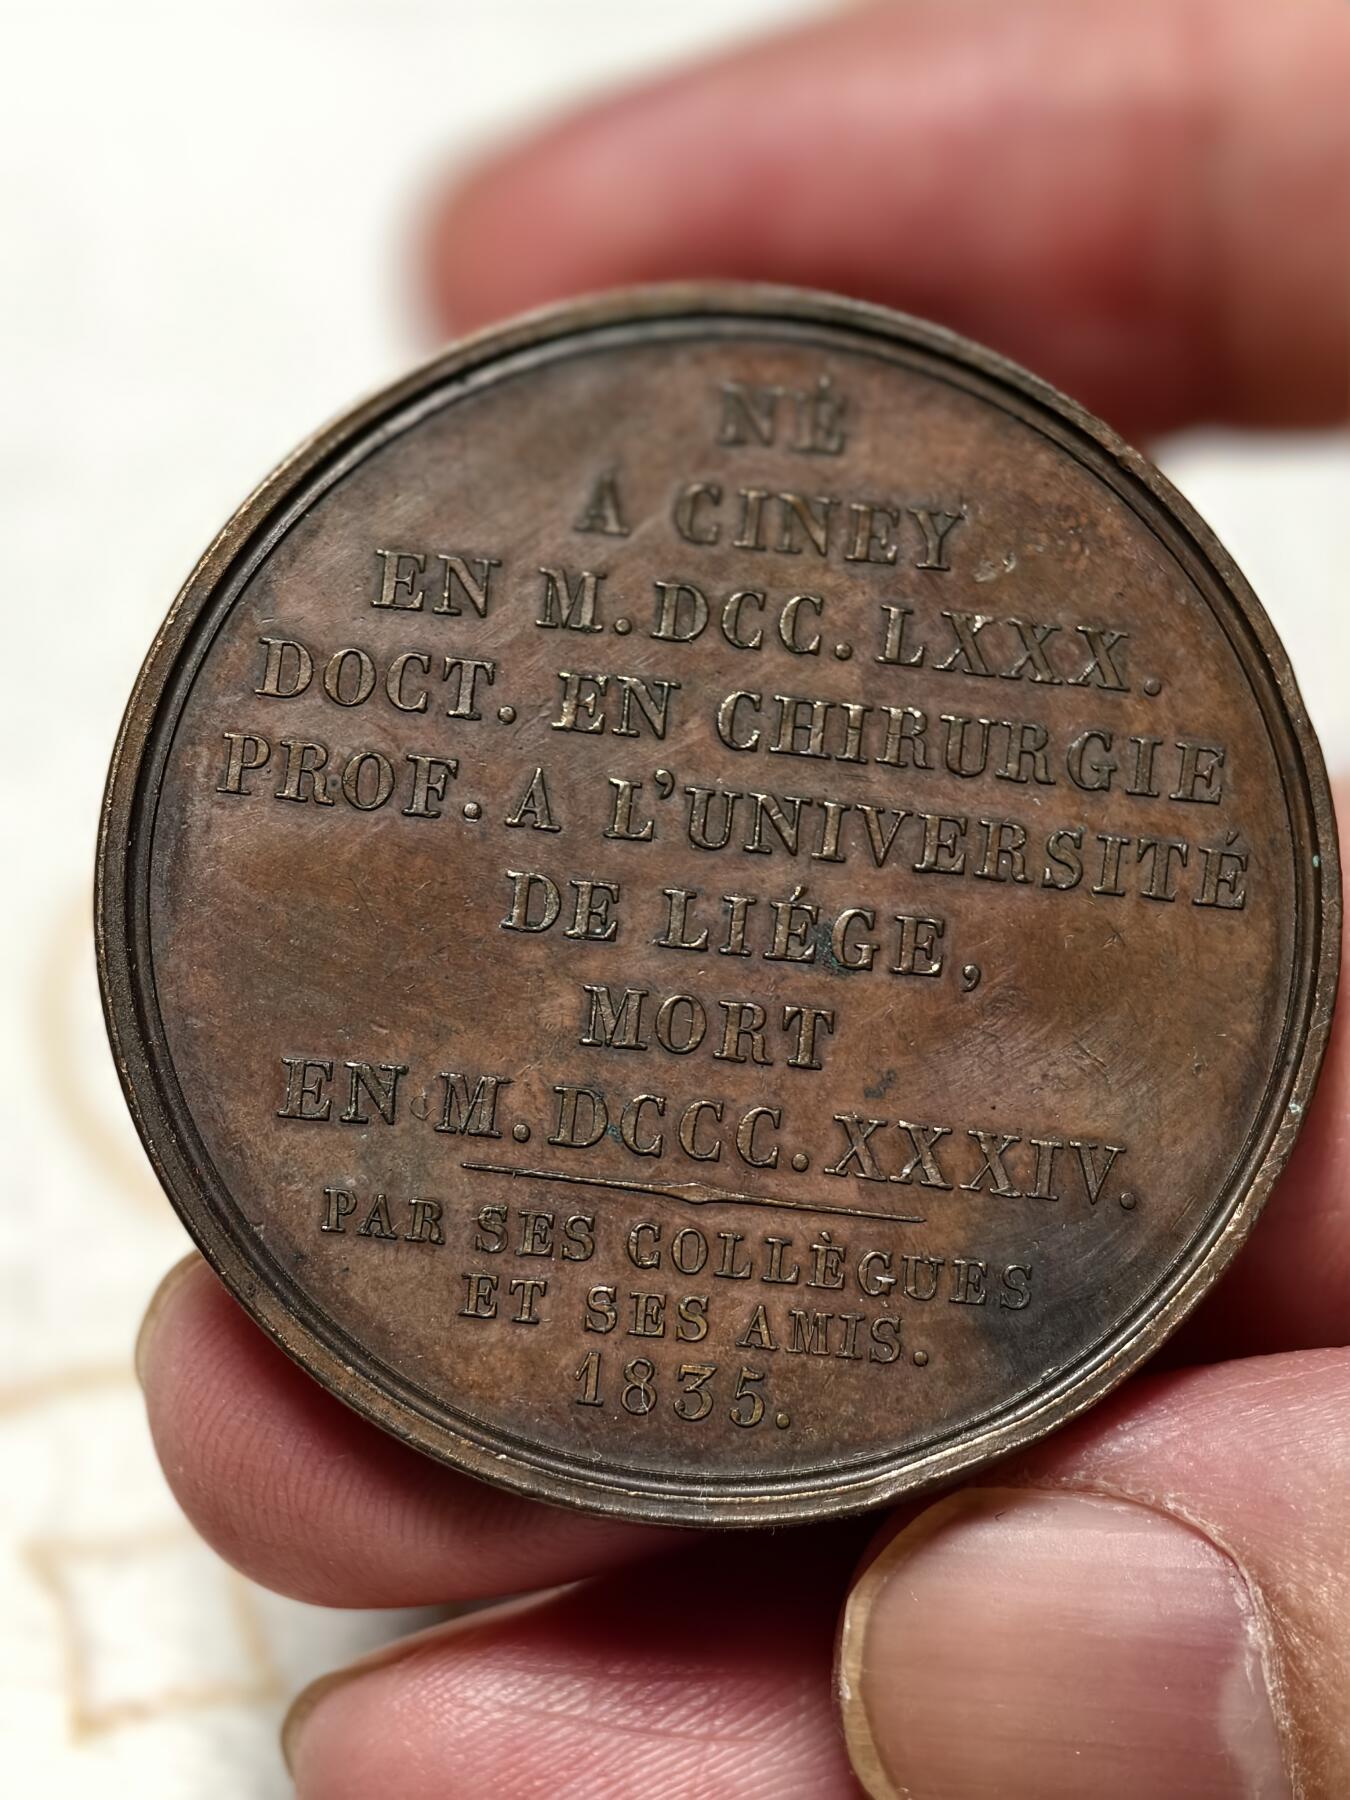 NÉ
A CINEY
EN M.DCC.LXXX.
DOCT. EN CHIRURGIE
PROF. A L'UNIVERSITÉ
DE LIÉGE,
MORT
EN M.DCCC.XXXIV.
PAR SES COLLÈGUES
ET SES AMIS.
1835.